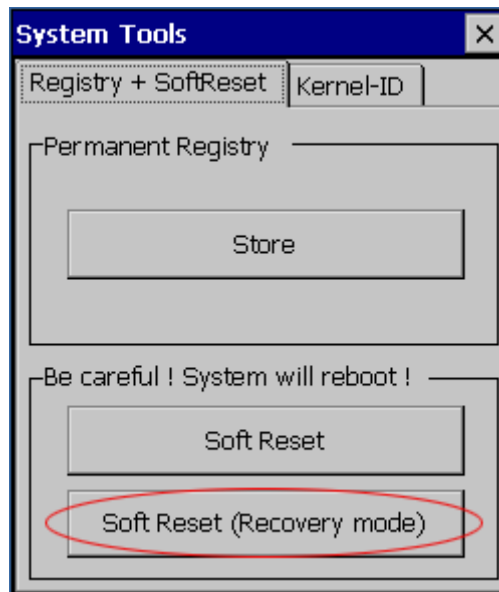 System Tools
Registry + SoftReset Kernel-ID
Permanent Registry
Store
Be careful ! System will reboot !
Soft Reset
Soft Reset (Recovery mode)